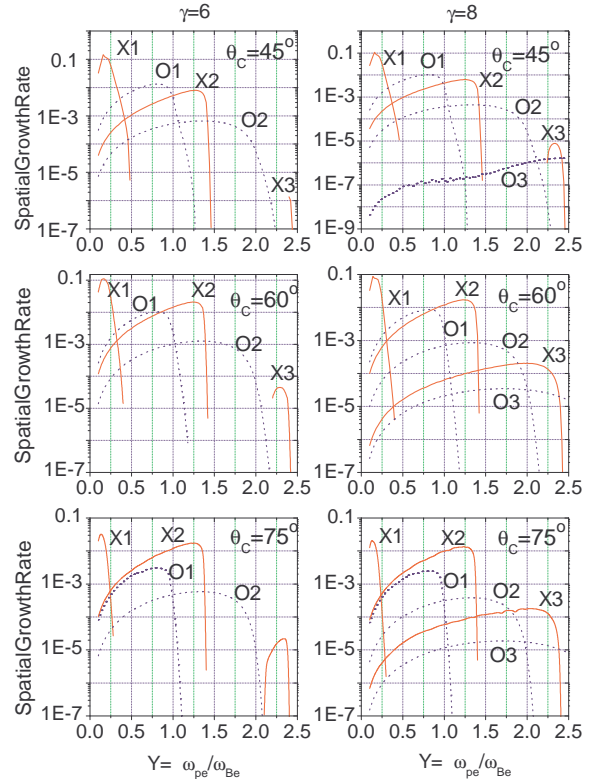 γ=6 γ=8
0.1
1E-3
1E-5
1E-7
SpatialGrowthRate
X1
O1
X2
O2
X3
θC=45o
0.0 0.5 1.0 1.5 2.0 2.5
0.1
1E-3
1E-5
1E-7
1E-9
X1
O1
X2
O2
X3
O3
θC=45o
0.0 0.5 1.0 1.5 2.0 2.5
0.1
1E-3
1E-5
1E-7
SpatialGrowthRate
X1
O1
X2
O2
X3
θC=60o
0.0 0.5 1.0 1.5 2.0 2.5
0.1
1E-3
1E-5
1E-7
X1
X2
O1
O2
X3
O3
θC=60o
0.0 0.5 1.0 1.5 2.0 2.5
0.1
1E-3
1E-5
1E-7
SpatialGrowthRate
X1
X2
O1
O2
θC=75o
0.0 0.5 1.0 1.5 2.0 2.5
Y= ωpe/ωBe
0.1
1E-3
1E-5
1E-7
X1
X2
O1
O2
X3
O3
θC=75o
0.0 0.5 1.0 1.5 2.0 2.5
Y= ωpe/ωBe